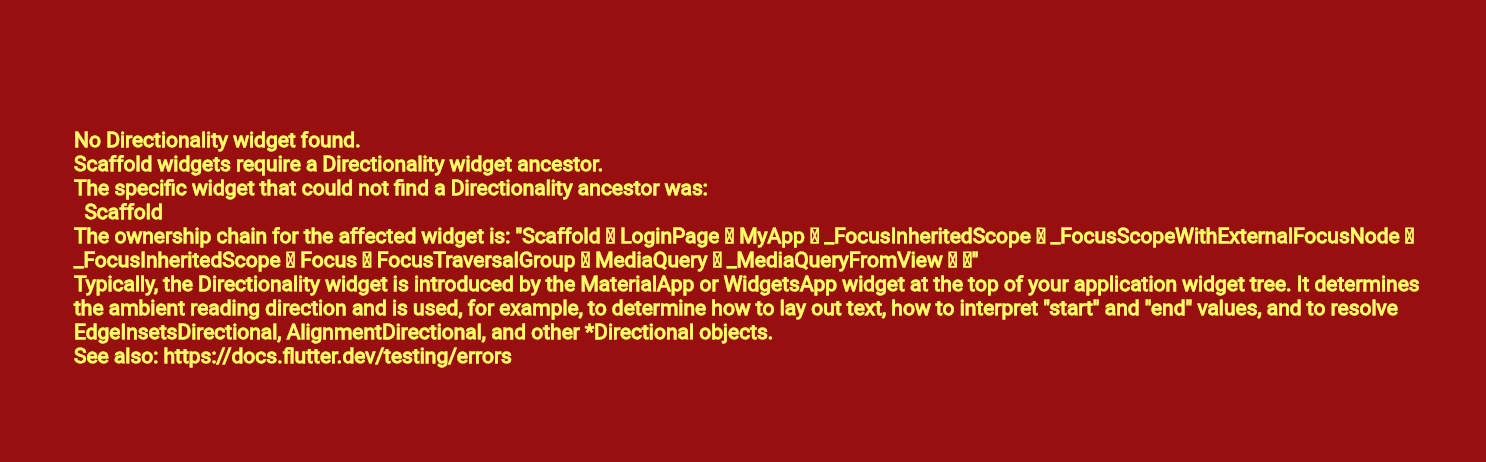 No Directionality widget found.
Scaffold widgets require a Directionality widget ancestor.
The specific widget that could not find a Directionality ancestor was:
Scaffold
The ownership chain for the affected widget is: "Scaffold ▯ LoginPage ▯ MyApp ▯ _FocusInheritedScope ▯ _FocusScopeWithExternalFocusNode ▯
_FocusInheritedScope ▯ Focus ▯ FocusTraversalGroup ▯ MediaQuery ▯ _MediaQueryFromView ▯ ▯"
Typically, the Directionality widget is introduced by the MaterialApp or WidgetsApp widget at the top of your application widget tree. It determines
the ambient reading direction and is used, for example, to determine how to lay out text, how to interpret "start" and "end" values, and to resolve
EdgeInsetsDirectional, AlignmentDirectional, and other *Directional objects.
See also: https://docs.flutter.dev/testing/errors